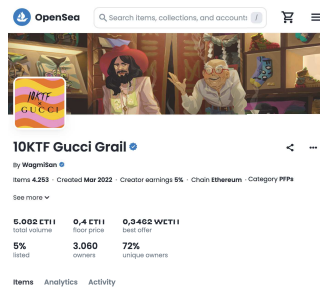 OpenSea
Search items, collections, and account /
10KTF
GUCCI
10KTF Gucci Grail
By WagmiSan
Items 4.253 · Created Mar 2022 · Creator earnings 5% · Chain Ethereum · Category PFPs
See more
5.082 ETH 0,4 ETH 0,3462 WETH
total volume floor price best offer
5% 3.060 72%
listed owners unique owners
Items Analytics Activity